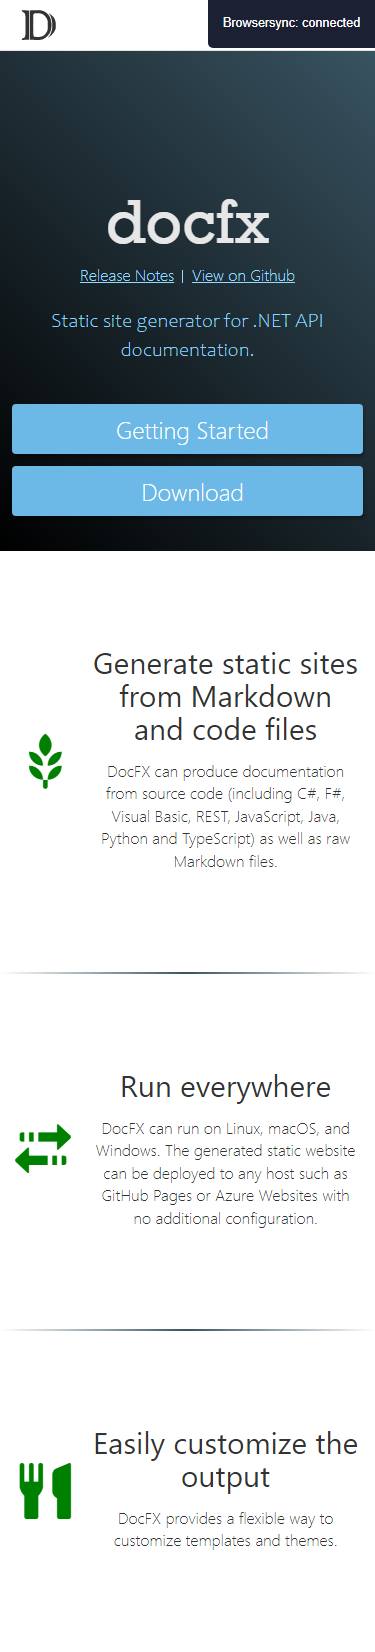 D
Browsersync: connected
docfx
Release Notes | View on Github
Static site generator for .NET API
documentation.
Getting Started
Download
Generate static sites
from Markdown
and code files
DocFX can produce documentation
from source code (including C#, F#,
Visual Basic, REST, JavaScript, Java,
Python and TypeScript) as well as raw
Markdown files.
Run everywhere
DocFX can run on Linux, macOS, and
Windows. The generated static website
can be deployed to any host such as
GitHub Pages or Azure Websites with
no additional configuration.
Easily customize the
output
DocFX provides a flexible way to
customize templates and themes.